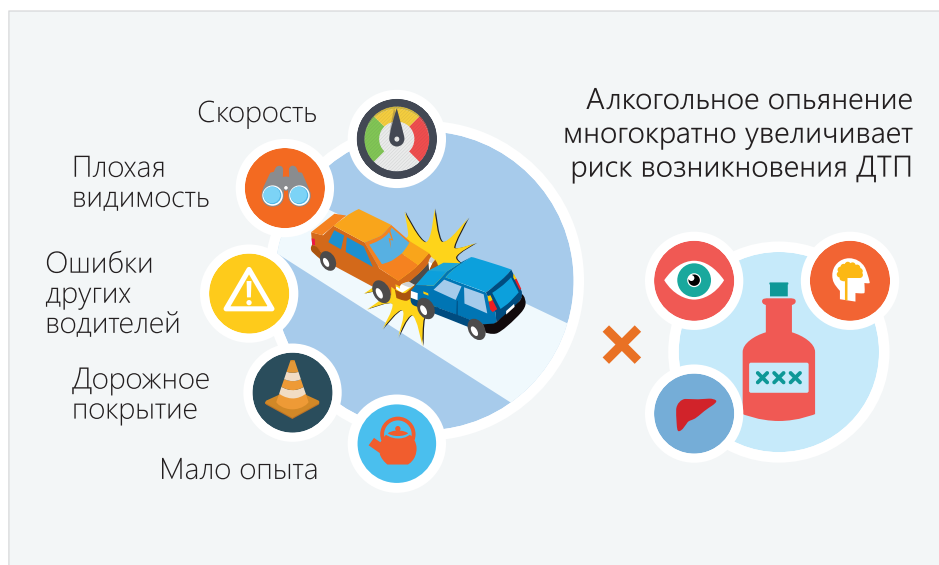 Скорость
Плохая
видимость
Ошибки
других
водителей
Дорожное
покрытие
Мало опыта
Алкогольное опьянение
многократно увеличивает
риск возникновения ДТП
×××